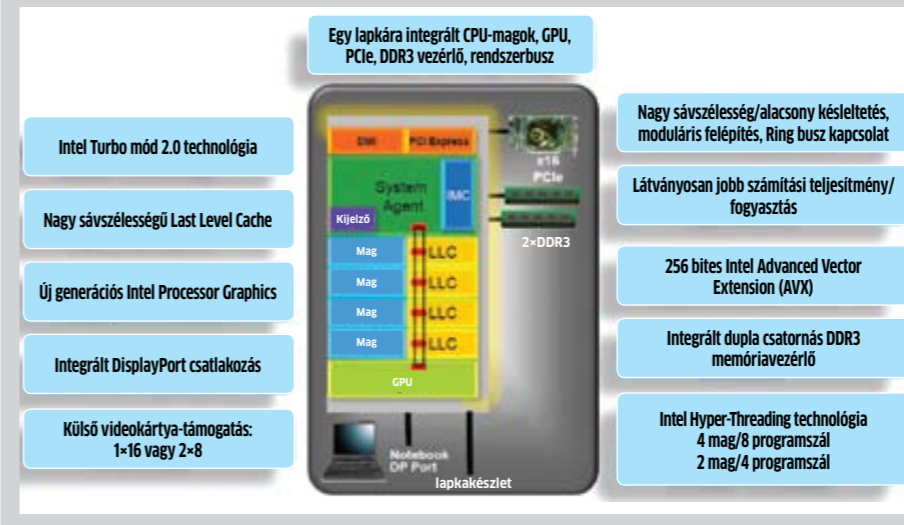 Egy lapkára integrált CPU-magok, GPU,
PCIe, DDR3 vezérlő, rendszerbusz
Intel Turbo mód 2.0 technológia
Nagy sávszélességű Last Level Cache
Új generációs Intel Processor Graphics
Integrált DisplayPort csatlakozás
Külső videokártya-támogatás:
1×16 vagy 2×8
DMI
PCI Express
System
Agent
IMC
Kijelző
Mag
LLC
Mag
LLC
Mag
LLC
Mag
LLC
GPU
x16
PCIe
2×DDR3
Notebook
DP Port
lapkakészlet
Nagy sávszélesség/alacsony késleltetés,
moduláris felépítés, Ring busz kapcsolat
Látványosan jobb számítási teljesítmény/
fogyasztás
256 bites Intel Advanced Vector
Extension (AVX)
Integrált dupla csatornás DDR3
memóriavezérlő
Intel Hyper-Threading technológia
4 mag/8 programszál
2 mag/4 programszál